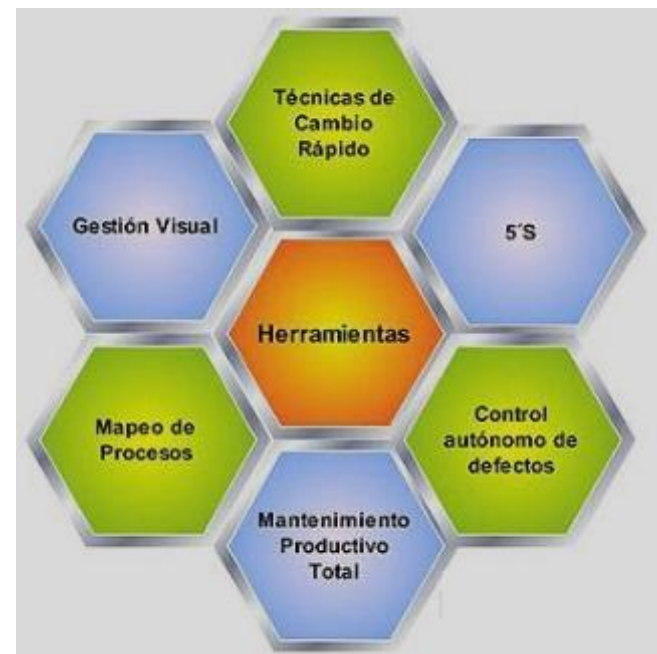 Técnicas de
Cambio
Rápido
Gestión Visual
5´S
Herramientas
Mapeo de
Procesos
Control
autónomo de
defectos
Mantenimiento
Productivo
Total